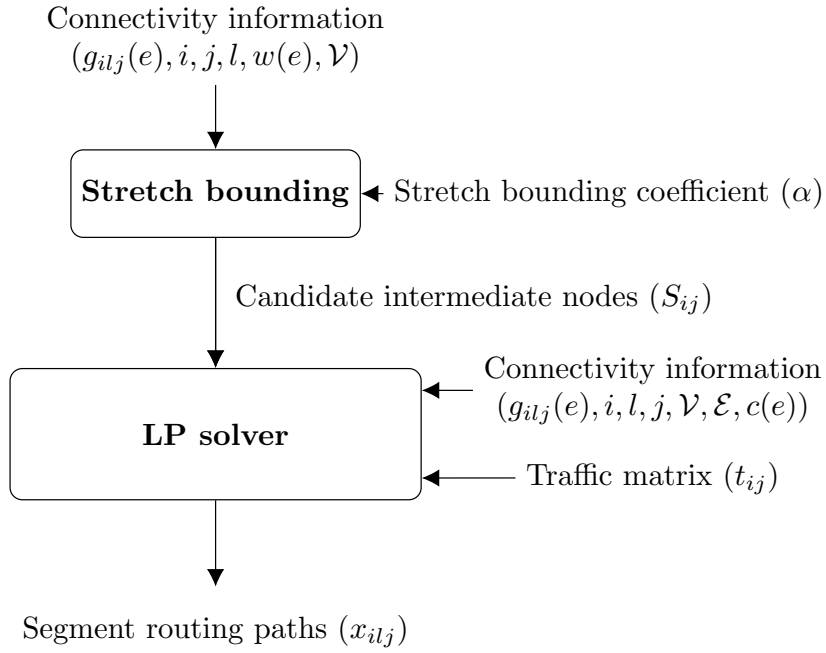 Connectivity information
(g_{ilj}(e), i, j, l, w(e), 𝒱)
Stretch bounding
Stretch bounding coefficient (α)
Candidate intermediate nodes (S_{ij})
Connectivity information
(g_{ilj}(e), i, l, j, 𝒱, ℰ, c(e))
LP solver
Traffic matrix (t_{ij})
Segment routing paths (x_{ilj})